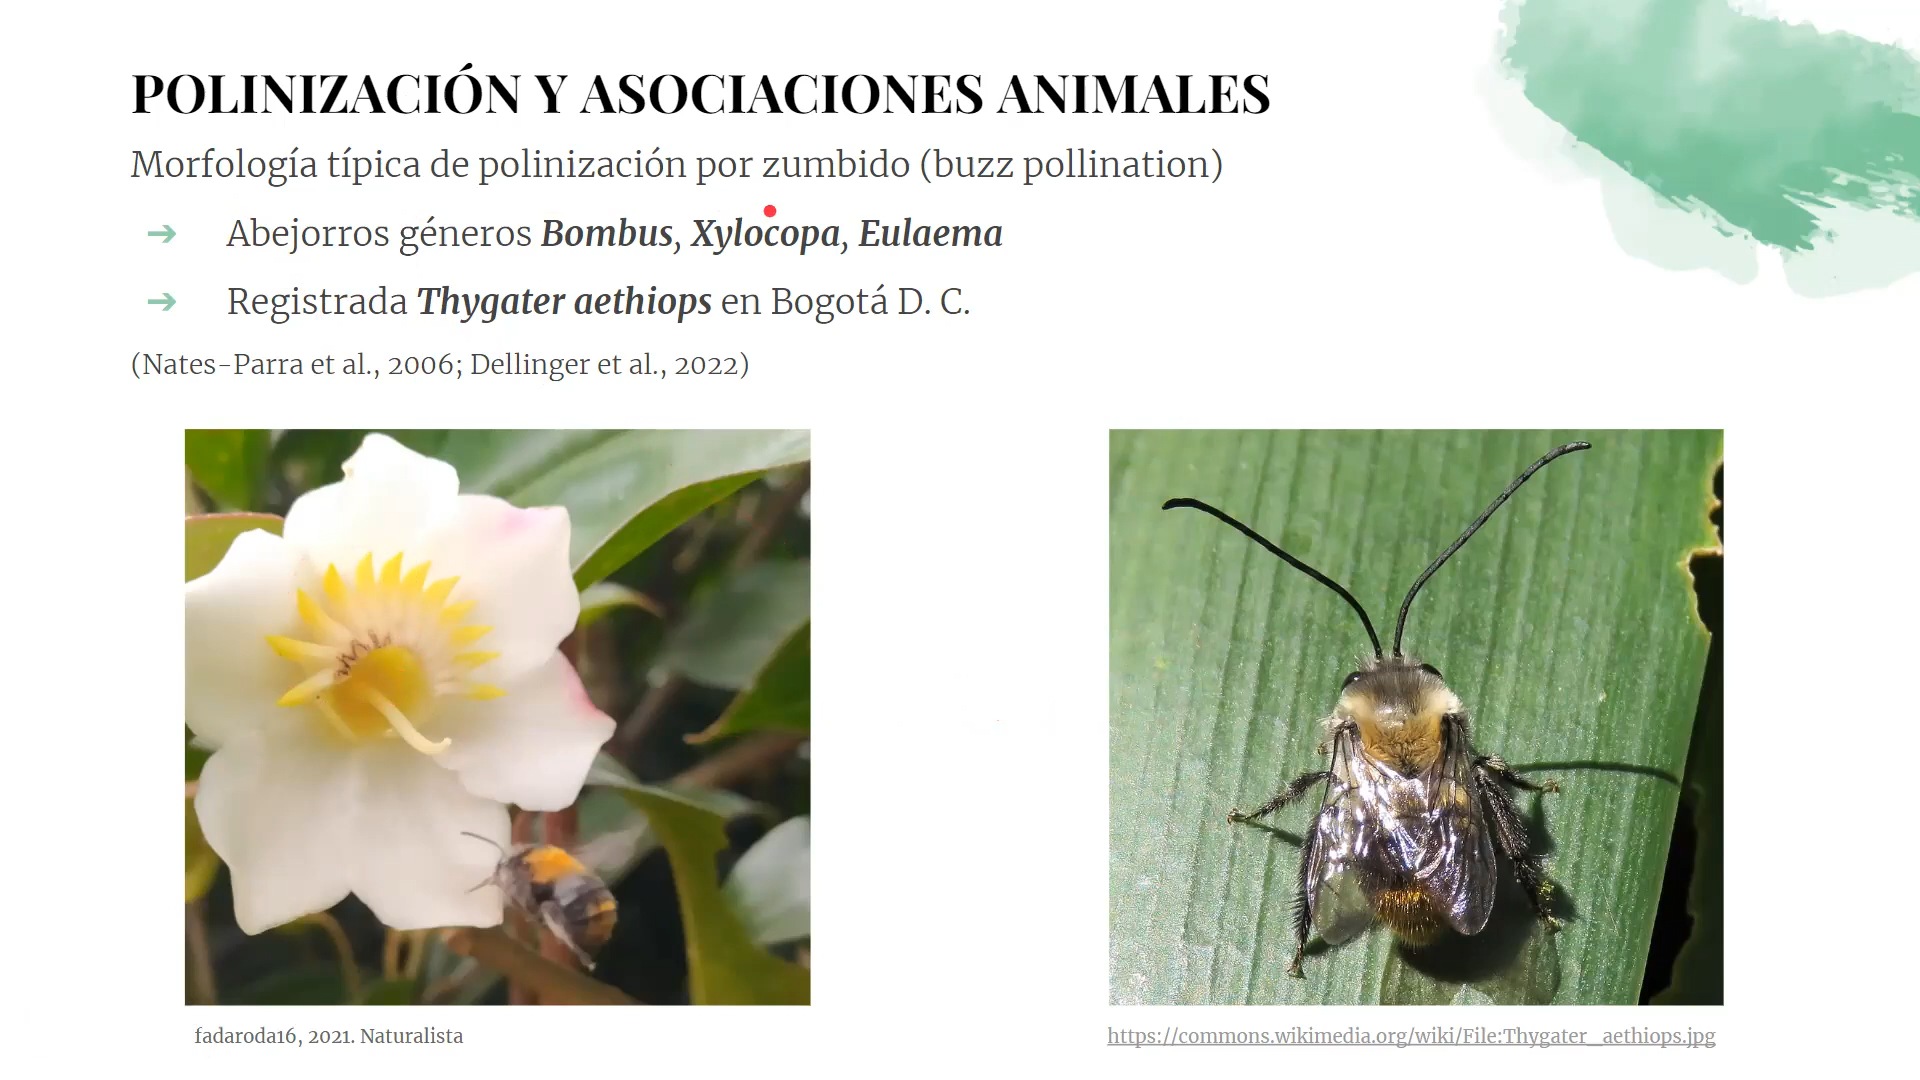 POLINIZACIÓN Y ASOCIACIONES ANIMALES
Morfología típica de polinización por zumbido (buzz pollination)
➔ Abejorros géneros Bombus, Xylocopa, Eulaema
➔ Registrada Thygater aethiops en Bogotá D. C.
(Nates-Parra et al., 2006; Dellinger et al., 2022)
fadaroda16, 2021. Naturalista
https://commons.wikimedia.org/wiki/File:Thygater_aethiops.jpg